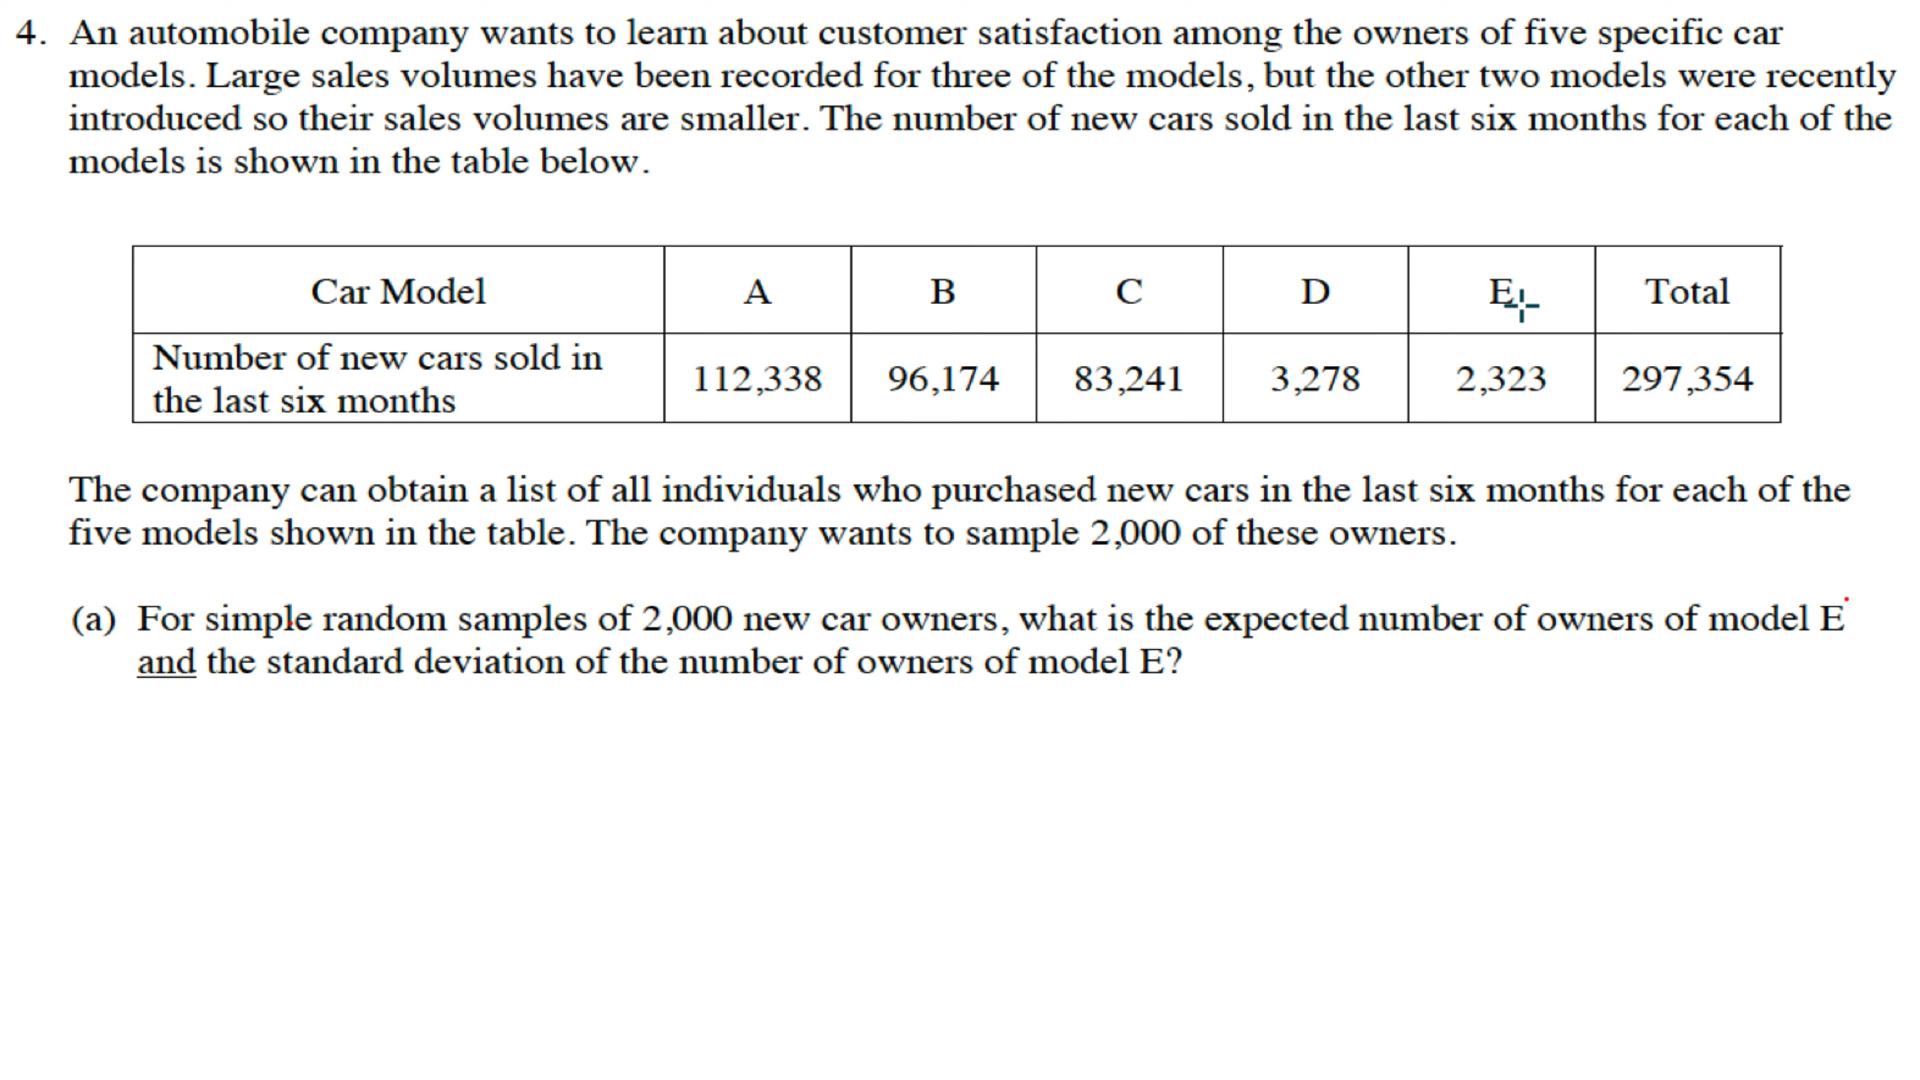 4. An automobile company wants to learn about customer satisfaction among the owners of five specific car
models. Large sales volumes have been recorded for three of the models, but the other two models were recently
introduced so their sales volumes are smaller. The number of new cars sold in the last six months for each of the
models is shown in the table below.
Car Model A B C D E Total
Number of new cars sold in
the last six months 112,338 96,174 83,241 3,278 2,323 297,354
The company can obtain a list of all individuals who purchased new cars in the last six months for each of the
five models shown in the table. The company wants to sample 2,000 of these owners.
(a) For simple random samples of 2,000 new car owners, what is the expected number of owners of model E
and the standard deviation of the number of owners of model E?